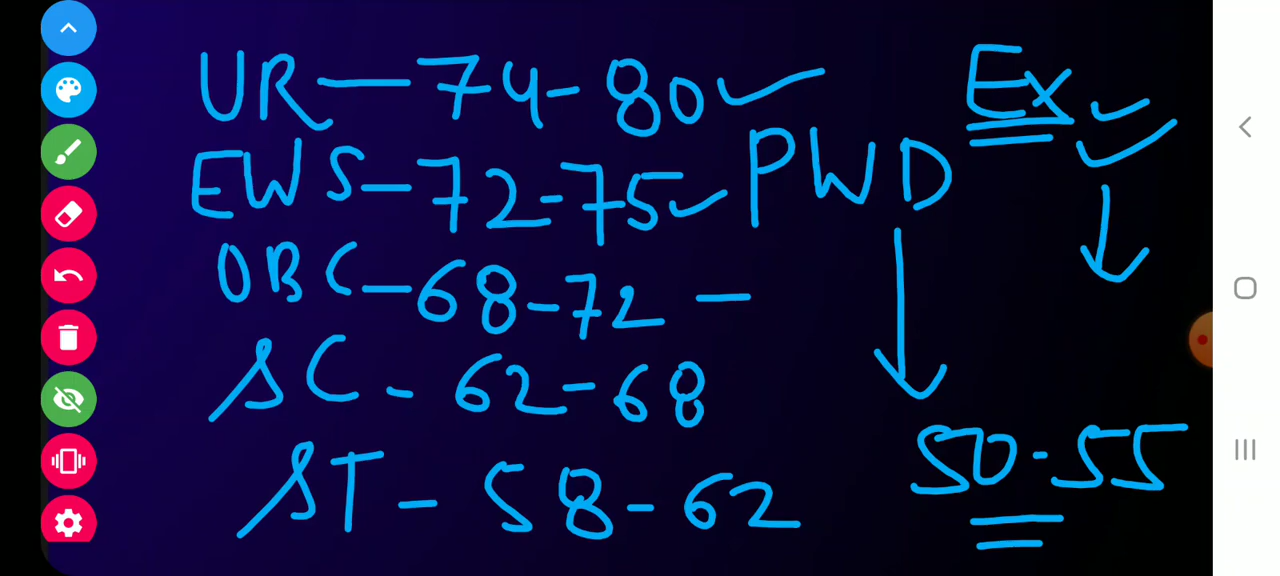 UR - 74 - 80 ✓
EWS - 72 - 75 ✓
OBC - 68 - 72 -
SC - 62 - 68
ST - 58 - 62
Ex ✓ ✓
↓
PWD
↓
50 - 55